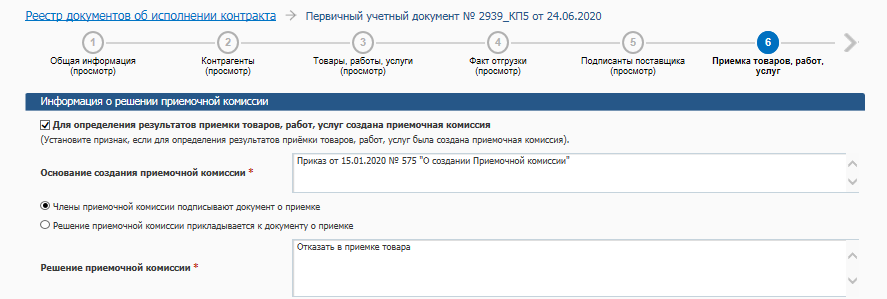 Реестр документов об исполнении контракта → Первичный учетный документ № 2939_КП5 от 24.06.2020
1 2 3 4 5 6
Общая информация (просмотр)
Контрагенты (просмотр)
Товары, работы, услуги (просмотр)
Факт отгрузки (просмотр)
Подписанты поставщика (просмотр)
Приемка товаров, работ, услуг
Информация о решении приемочной комиссии
Для определения результатов приемки товаров, работ, услуг создана приемочная комиссия
(Установите признак, если для определения результатов приёмки товаров, работ, услуг была создана приемочная комиссия).
Основание создания приемочной комиссии *
Приказ от 15.01.2020 № 575 "О создании Приемочной комиссии"
Члены приемочной комиссии подписывают документ о приемке
Решение приемочной комиссии прикладывается к документу о приемке
Решение приемочной комиссии *
Отказать в приемке товара